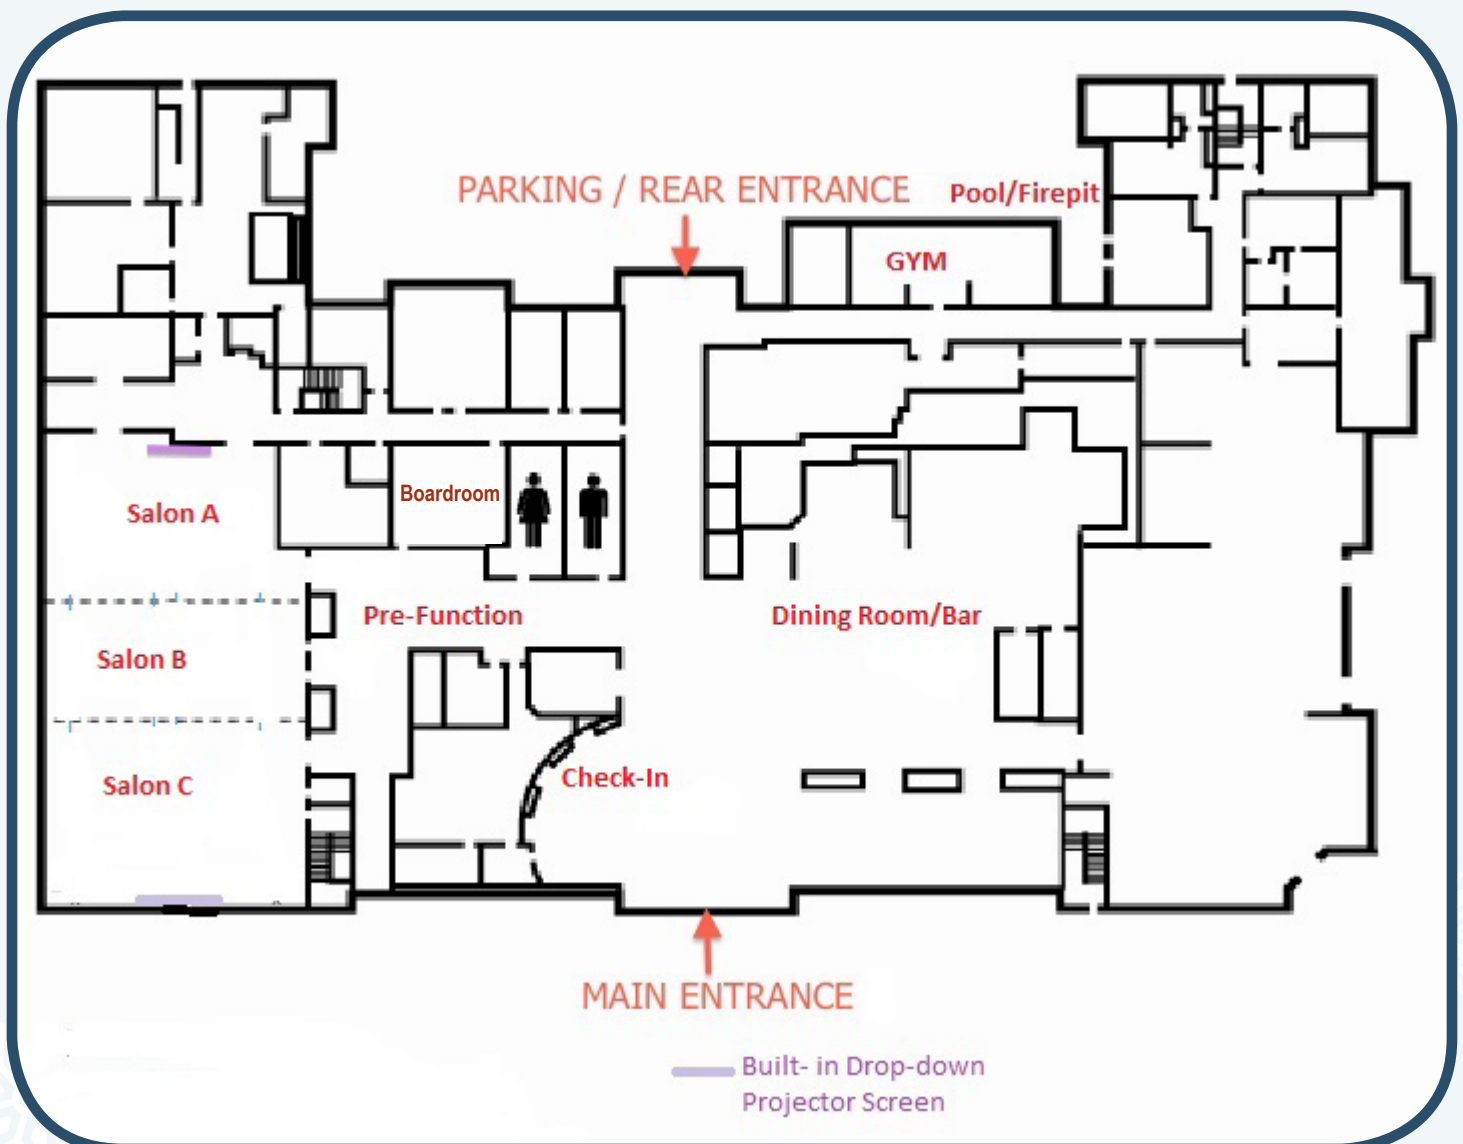 PARKING / REAR ENTRANCE
Pool/Firepit
GYM
Boardroom
Salon A
Pre-Function
Dining Room/Bar
Salon B
Check-In
Salon C
MAIN ENTRANCE
Built- in Drop-down
Projector Screen